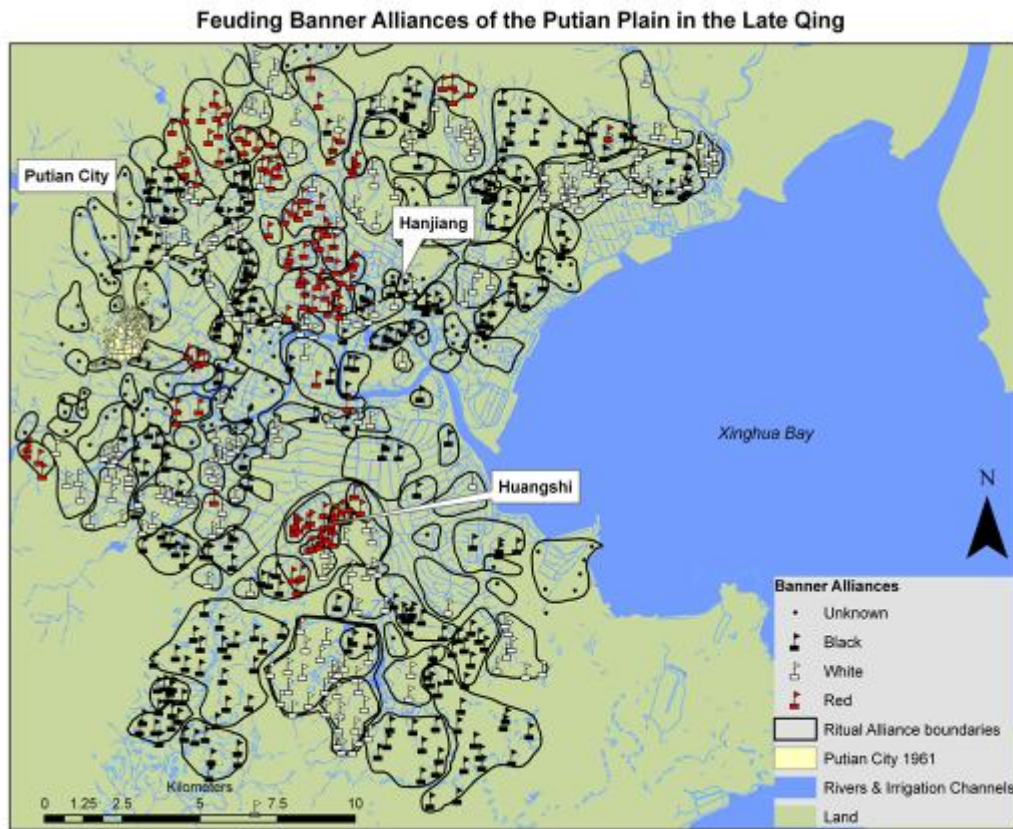 Feuding Banner Alliances of the Putian Plain in the Late Qing
Putian City
Hanjiang
Xinghua Bay
Huangshi
N
Banner Alliances
Unknown
Black
White
Red
Ritual Alliance boundaries
Putian City 1961
Rivers & Irrigation Channels
Land
Kilometers
0 1.25 2.5 5 7.5 10